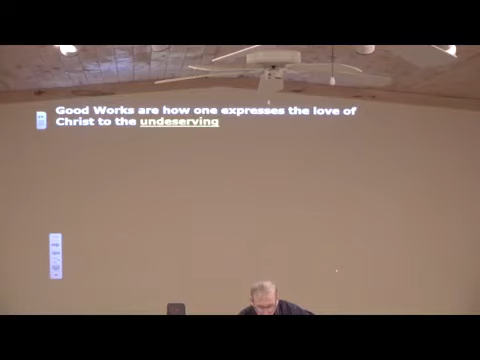 Good Works are how one expresses the love of
Christ to the undeserving